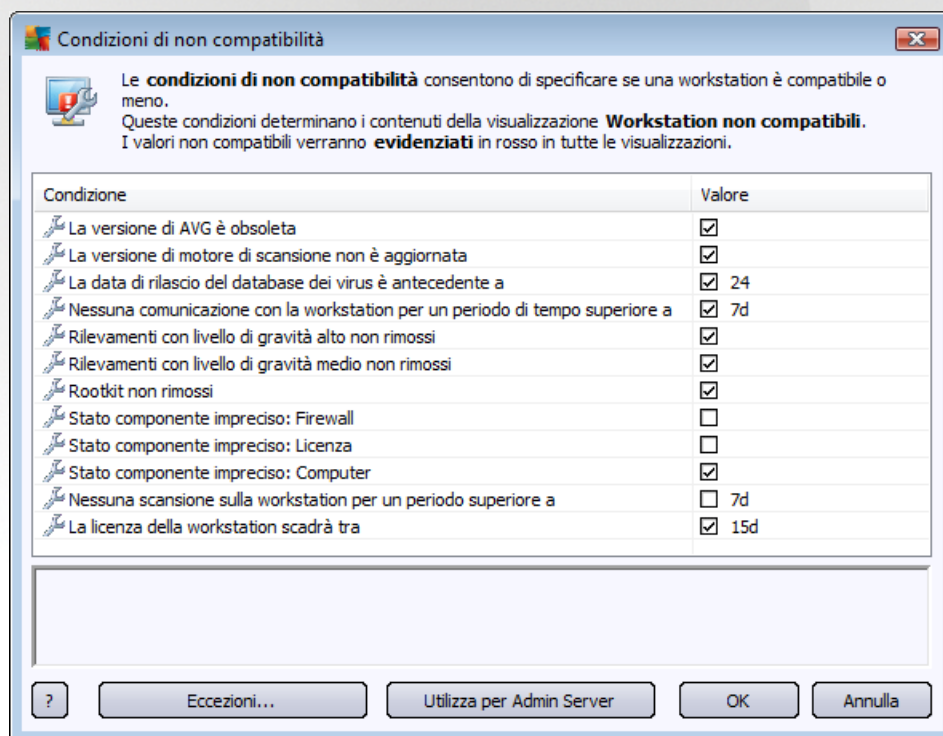 Condizioni di non compatibilità
Le condizioni di non compatibilità consentono di specificare se una workstation è compatibile o
meno.
Queste condizioni determinano i contenuti della visualizzazione Workstation non compatibili.
I valori non compatibili verranno evidenziati in rosso in tutte le visualizzazioni.
Condizione Valore
La versione di AVG è obsoleta
La versione di motore di scansione non è aggiornata
La data di rilascio del database dei virus è antecedente a 24
Nessuna comunicazione con la workstation per un periodo di tempo superiore a 7d
Rilevamenti con livello di gravità alto non rimossi
Rilevamenti con livello di gravità medio non rimossi
Rootkit non rimossi
Stato componente impreciso: Firewall
Stato componente impreciso: Licenza
Stato componente impreciso: Computer
Nessuna scansione sulla workstation per un periodo superiore a 7d
La licenza della workstation scadrà tra 15d
? Eccezioni... Utilizza per Admin Server OK Annulla